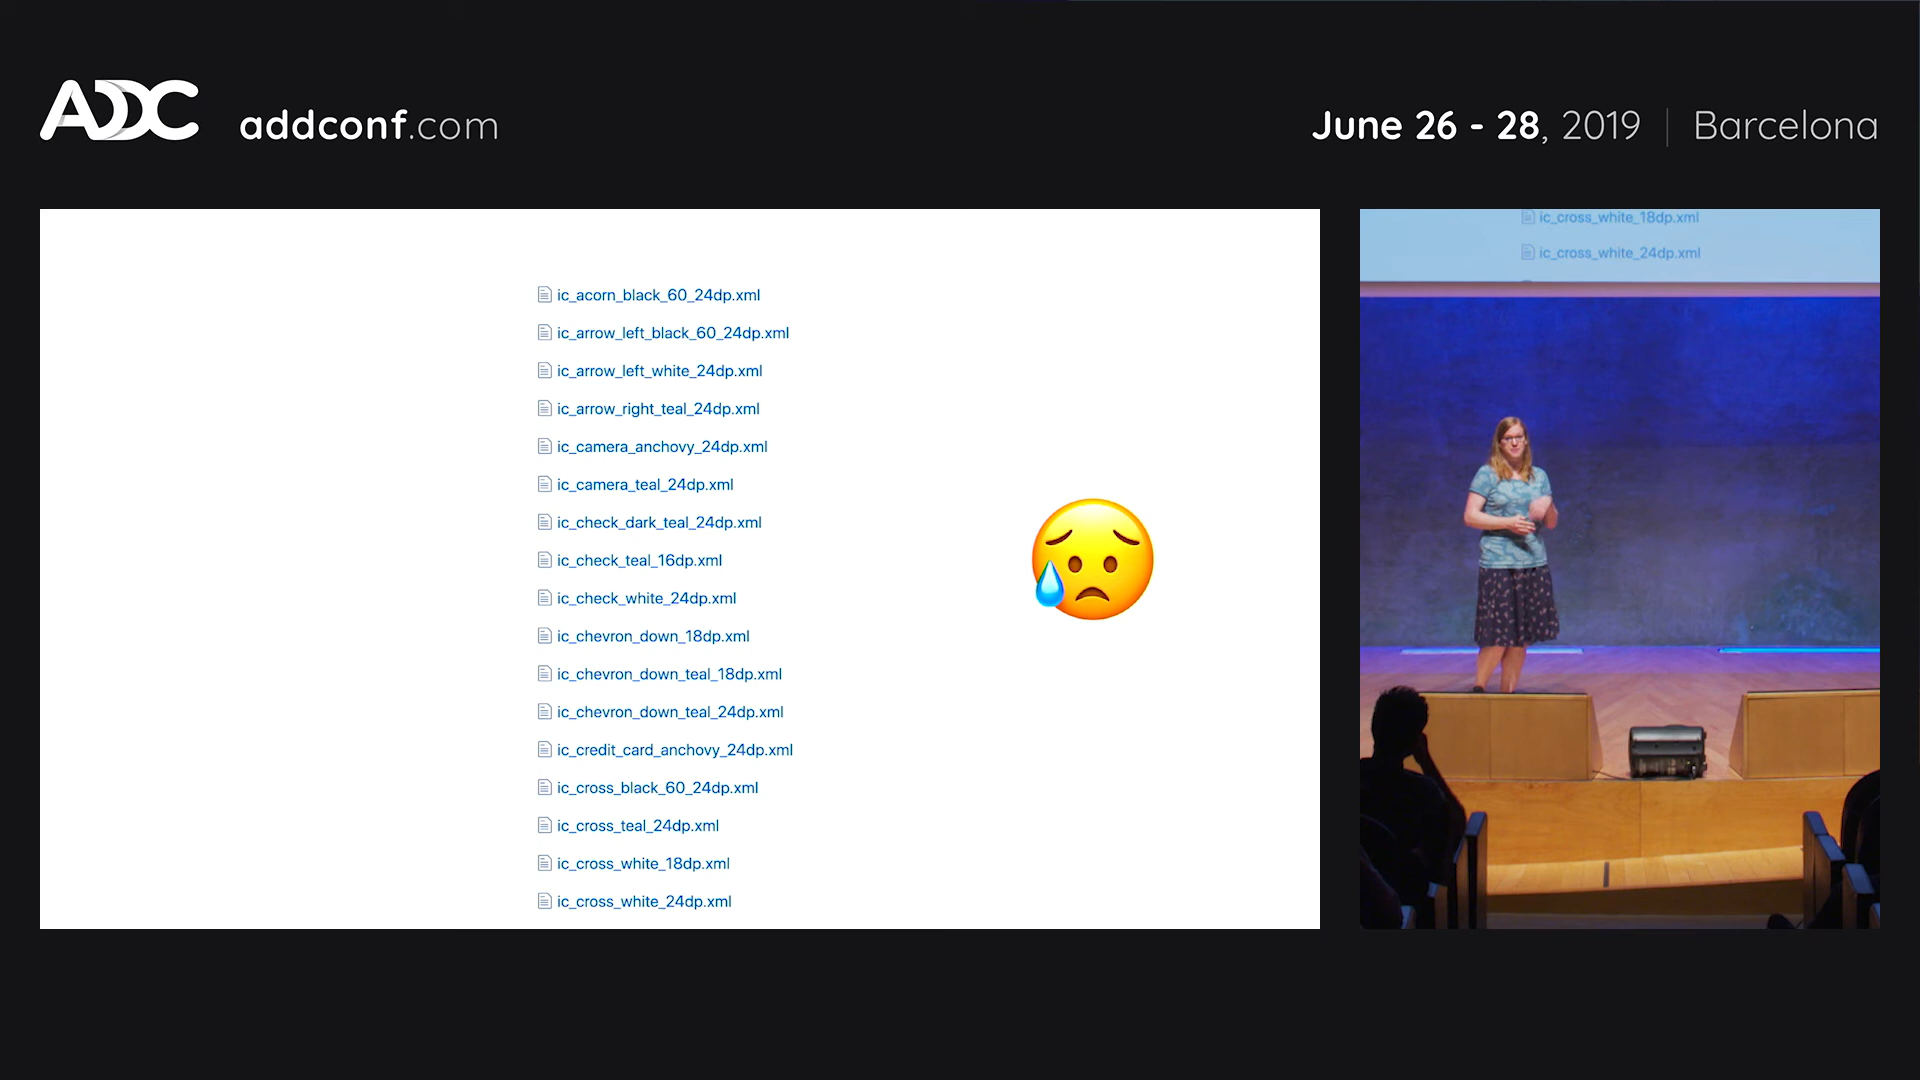 ADDC addconf.com
June 26 - 28, 2019 | Barcelona
ic_acorn_black_60_24dp.xml
ic_arrow_left_black_60_24dp.xml
ic_arrow_left_white_24dp.xml
ic_arrow_right_teal_24dp.xml
ic_camera_anchovy_24dp.xml
ic_camera_teal_24dp.xml
ic_check_dark_teal_24dp.xml
ic_check_teal_16dp.xml
ic_check_white_24dp.xml
ic_chevron_down_18dp.xml
ic_chevron_down_teal_18dp.xml
ic_chevron_down_teal_24dp.xml
ic_credit_card_anchovy_24dp.xml
ic_cross_black_60_24dp.xml
ic_cross_teal_24dp.xml
ic_cross_white_18dp.xml
ic_cross_white_24dp.xml
ic_cross_white_18dp.xml
ic_cross_white_24dp.xml